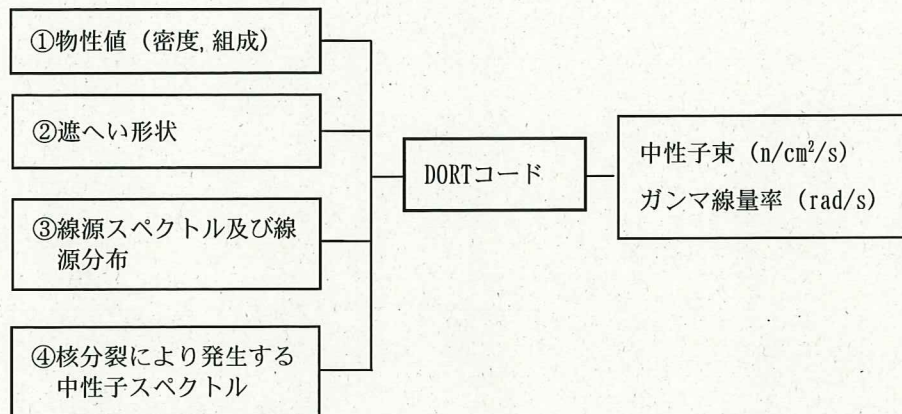 ①物性値（密度, 組成）
②遮へい形状
③線源スペクトル及び線
源分布
④核分裂により発生する
中性子スペクトル
DORTコード
中性子束（n/cm²/s）
ガンマ線量率（rad/s）